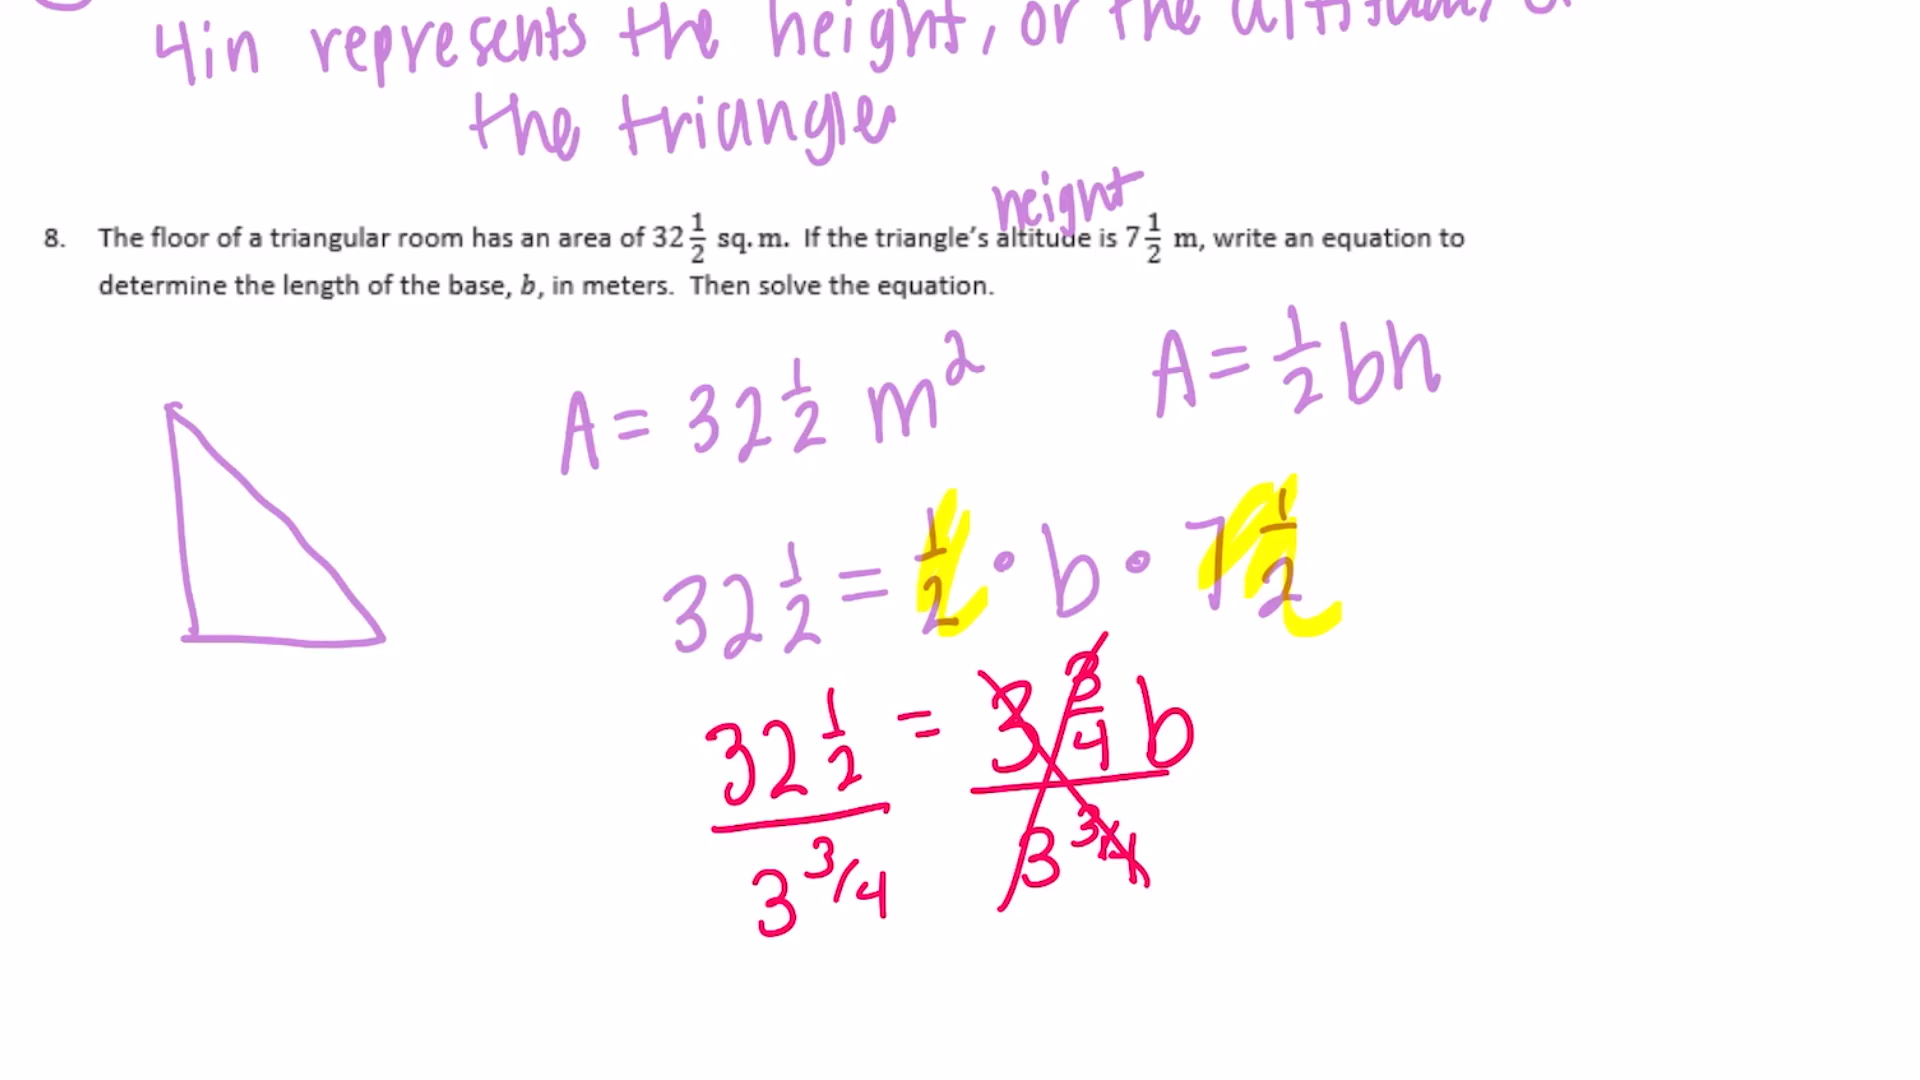 4in represents the height, or the altitude, of
the triangle
height
8. The floor of a triangular room has an area of 32 1/2 sq. m. If the triangle's altitude is 7 1/2 m, write an equation to
determine the length of the base, b, in meters. Then solve the equation.
A = 32 1/2 m²
A = 1/2 bh
32 1/2 = 1/2 • b • 7 1/2
32 1/2 = 3 3/4 b
3 3/4 3 3/4